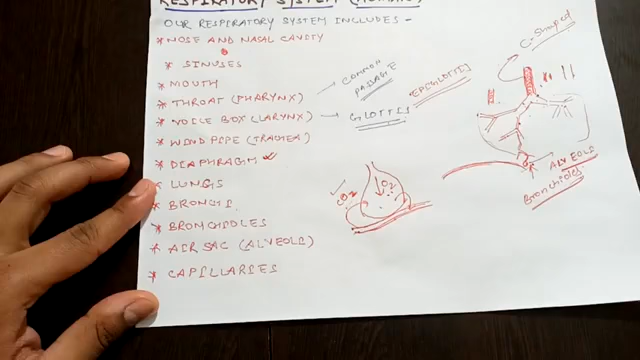 RESPIRATORY SYSTEM
OUR RESPIRATORY SYSTEM INCLUDES -
* NOSE AND NASAL CAVITY
* SINUSES
* MOUTH
* THROAT (PHARYNX)
* VOICE BOX (LARYNX)
* WIND PIPE (TRACHEA)
* DIAPHRAGM
* LUNGS
* BRONCHI
* BRONCHIOLES
* AIR SAC (ALVEOLI)
* CAPILLARIES
COMMON
PASSAGE
GLOTTIS
EPIGLOTTIS
C-Shaped
ALVEOLI
Bronchioles
CO2
O2